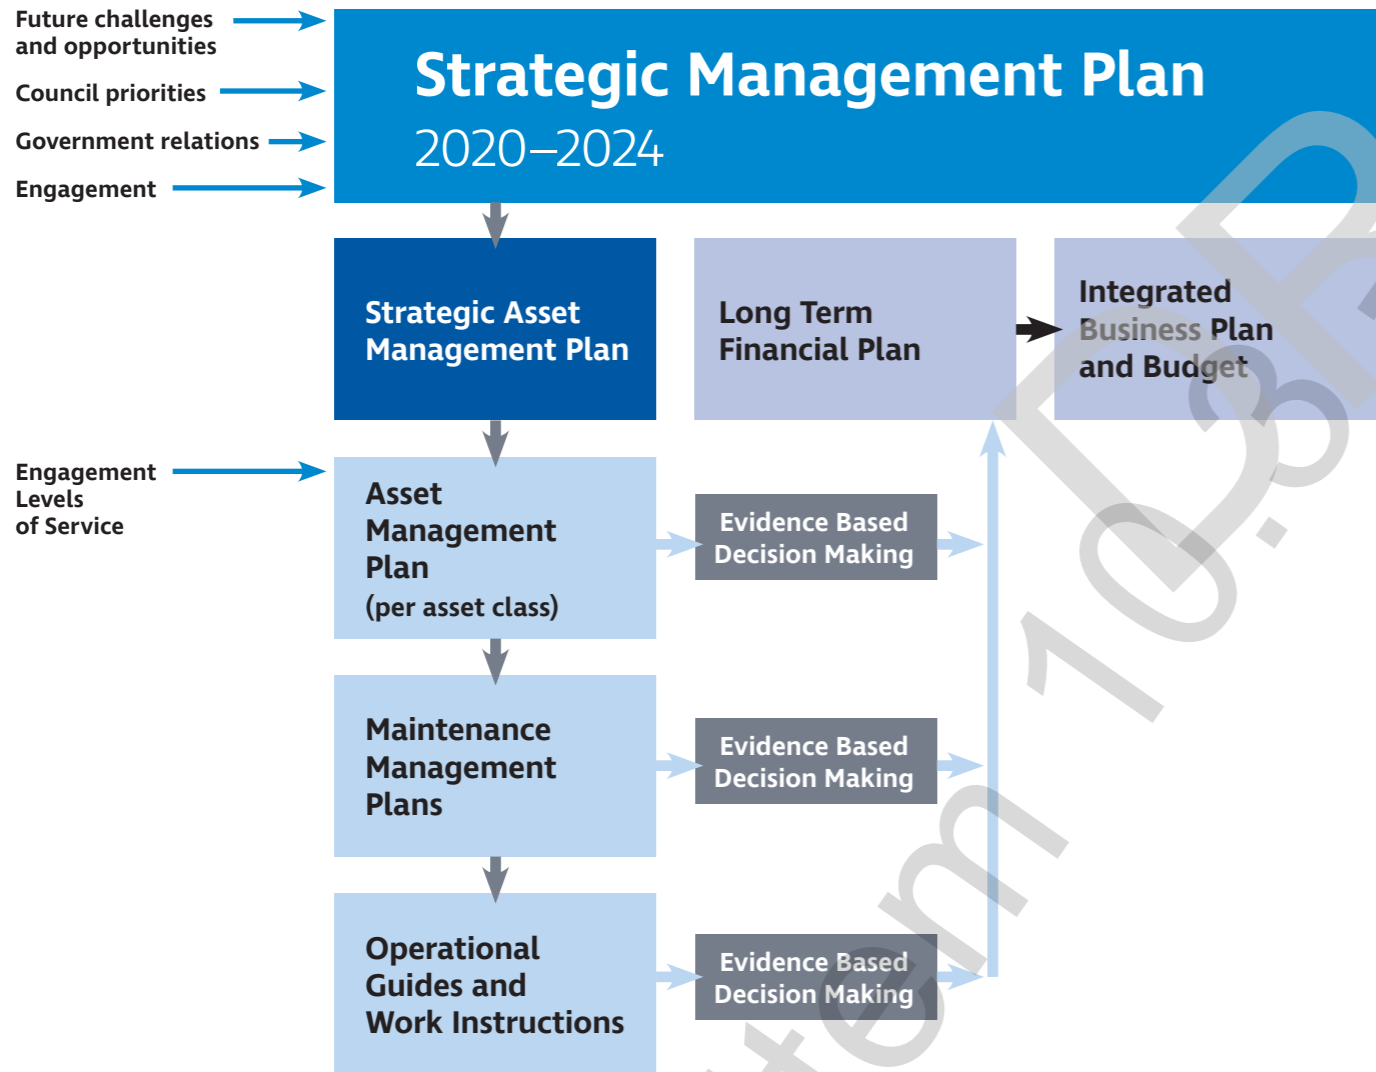 Future challenges
and opportunities
Council priorities
Government relations
Engagement
Strategic Management Plan
2020–2024
Strategic Asset
Management Plan
Long Term
Financial Plan
Integrated
Business Plan
and Budget
Engagement
Levels
of Service
Asset
Management
Plan
(per asset class)
Evidence Based
Decision Making
Maintenance
Management
Plans
Evidence Based
Decision Making
Operational
Guides and
Work Instructions
Evidence Based
Decision Making